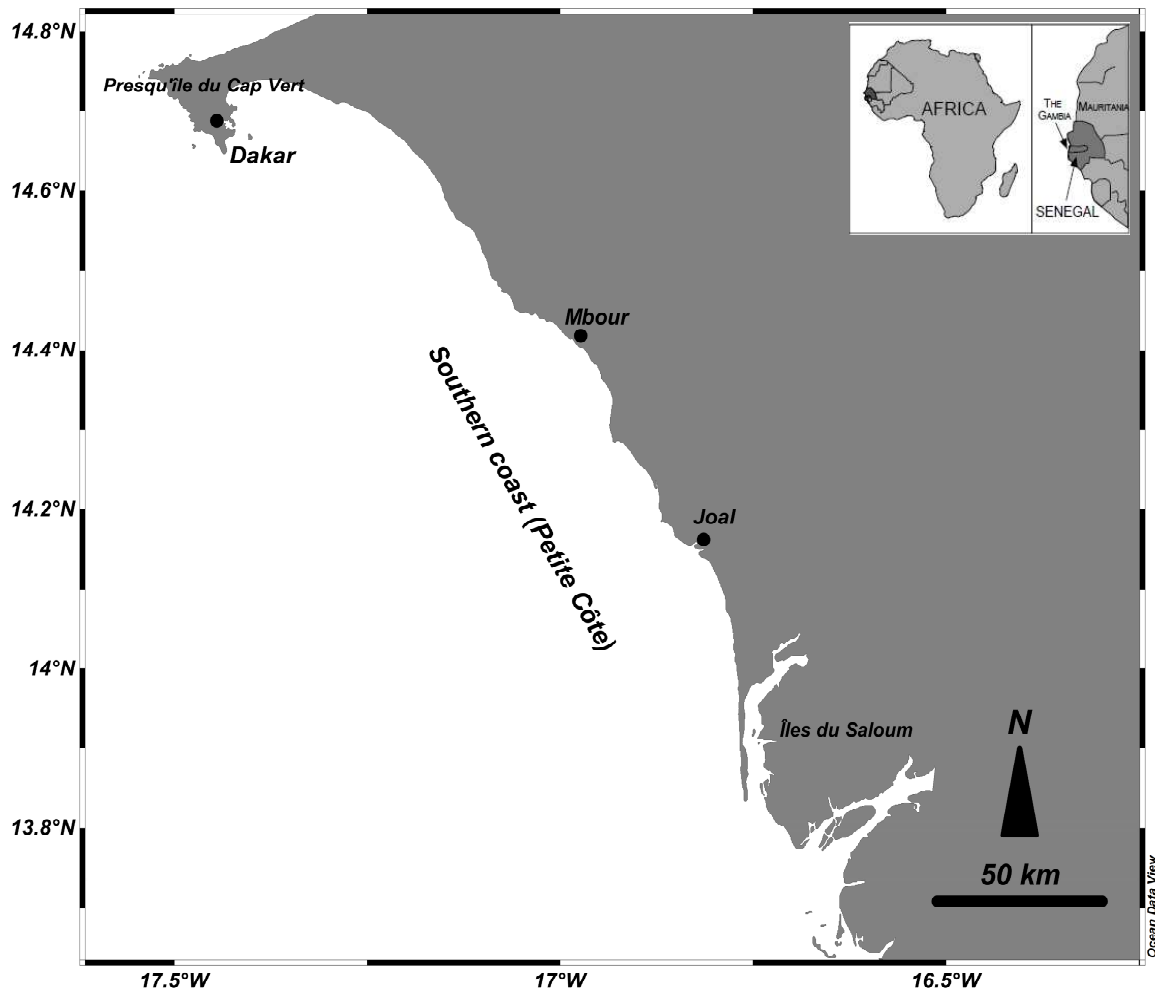 14.8°N
Presqu'île du Cap Vert
Dakar
14.6°N
AFRICA
THE
GAMBIA
MAURITANIA
SENEGAL
Mbour
14.4°N
Southern coast (Petite Côte)
14.2°N
Joal
14°N
Îles du Saloum
N
13.8°N
50 km
Ocean Data View
17.5°W
17°W
16.5°W